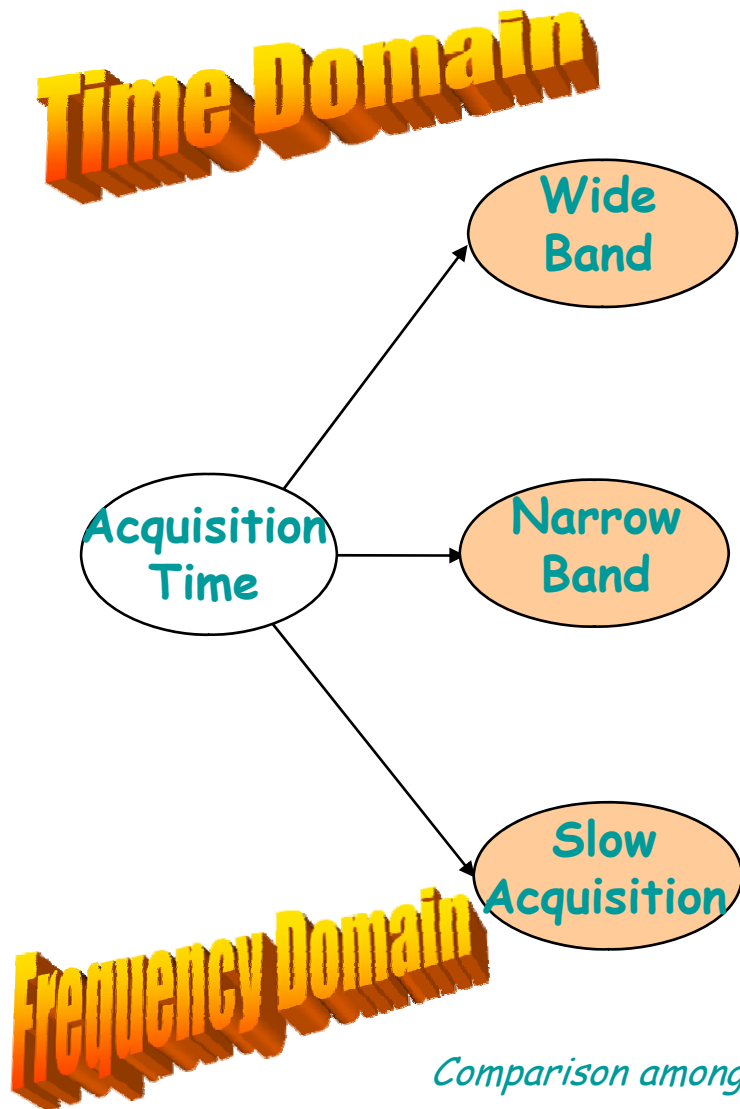 Time Domain
Wide
Band
Acquisition
Time
Narrow
Band
Slow
Acquisition
Frequency Domain
Comparison among